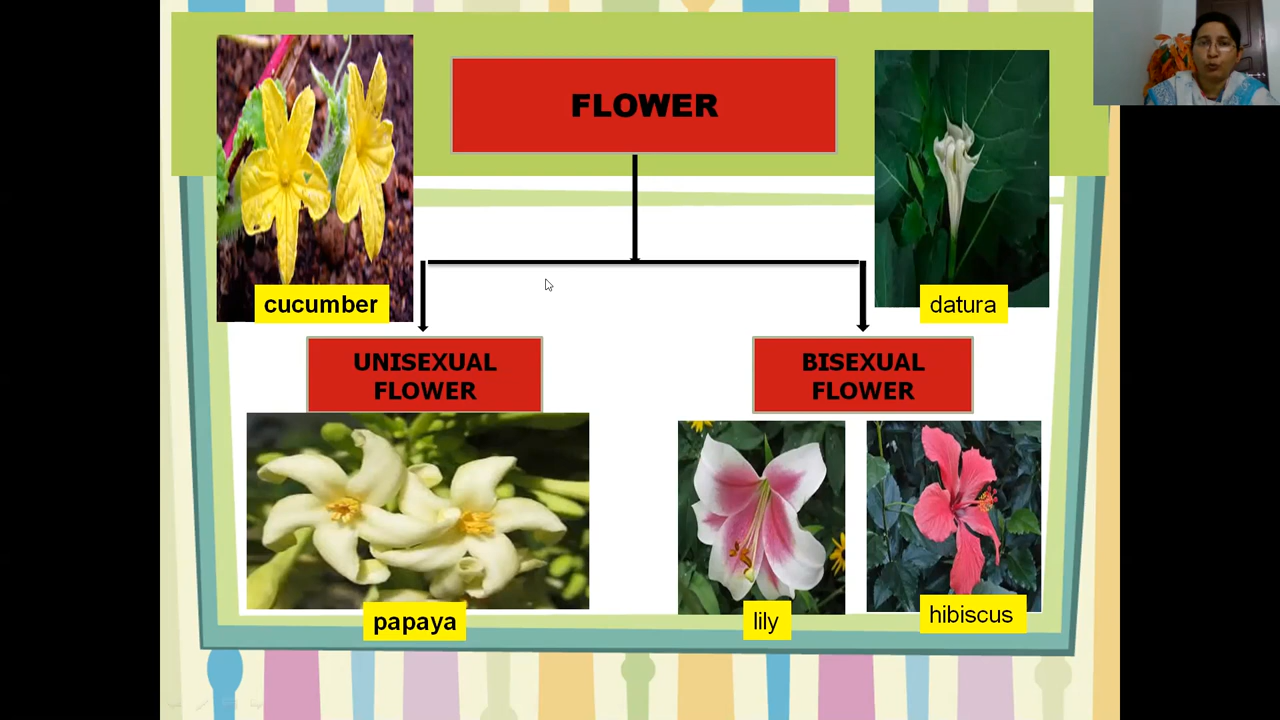 FLOWER
cucumber
datura
UNISEXUAL
FLOWER
BISEXUAL
FLOWER
papaya
lily
hibiscus